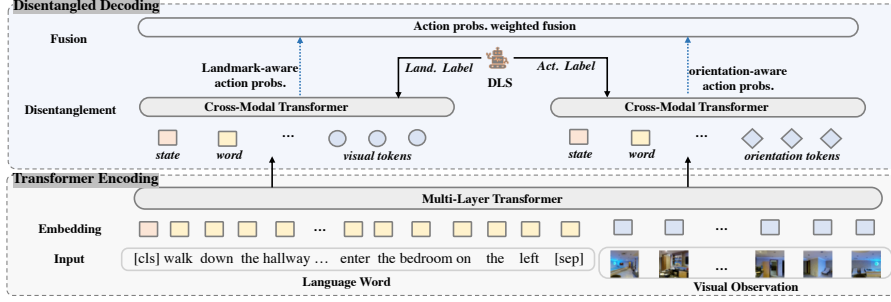 Disentangled Decoding
Action probs. weighted fusion
Fusion
Landmark-aware
action probs.
Land. Label
DLS
Act. Label
orientation-aware
action probs.
Disentanglement
Cross-Modal Transformer
Cross-Modal Transformer
...
...
state
word
visual tokens
state
word
orientation tokens
Transformer Encoding
Multi-Layer Transformer
Embedding
...
...
Input
[cls] walk down the hallway … enter the bedroom on the left [sep]
...
Language Word
Visual Observation